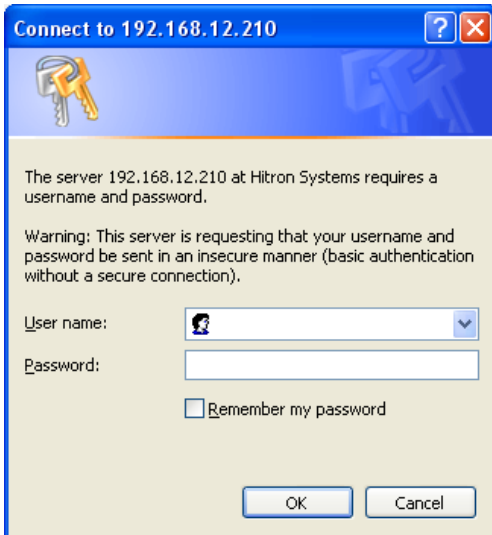 Connect to 192.168.12.210
The server 192.168.12.210 at Hitron Systems requires a
username and password.
Warning: This server is requesting that your username and
password be sent in an insecure manner (basic authentication
without a secure connection).
User name:
Password:
Remember my password
OK
Cancel